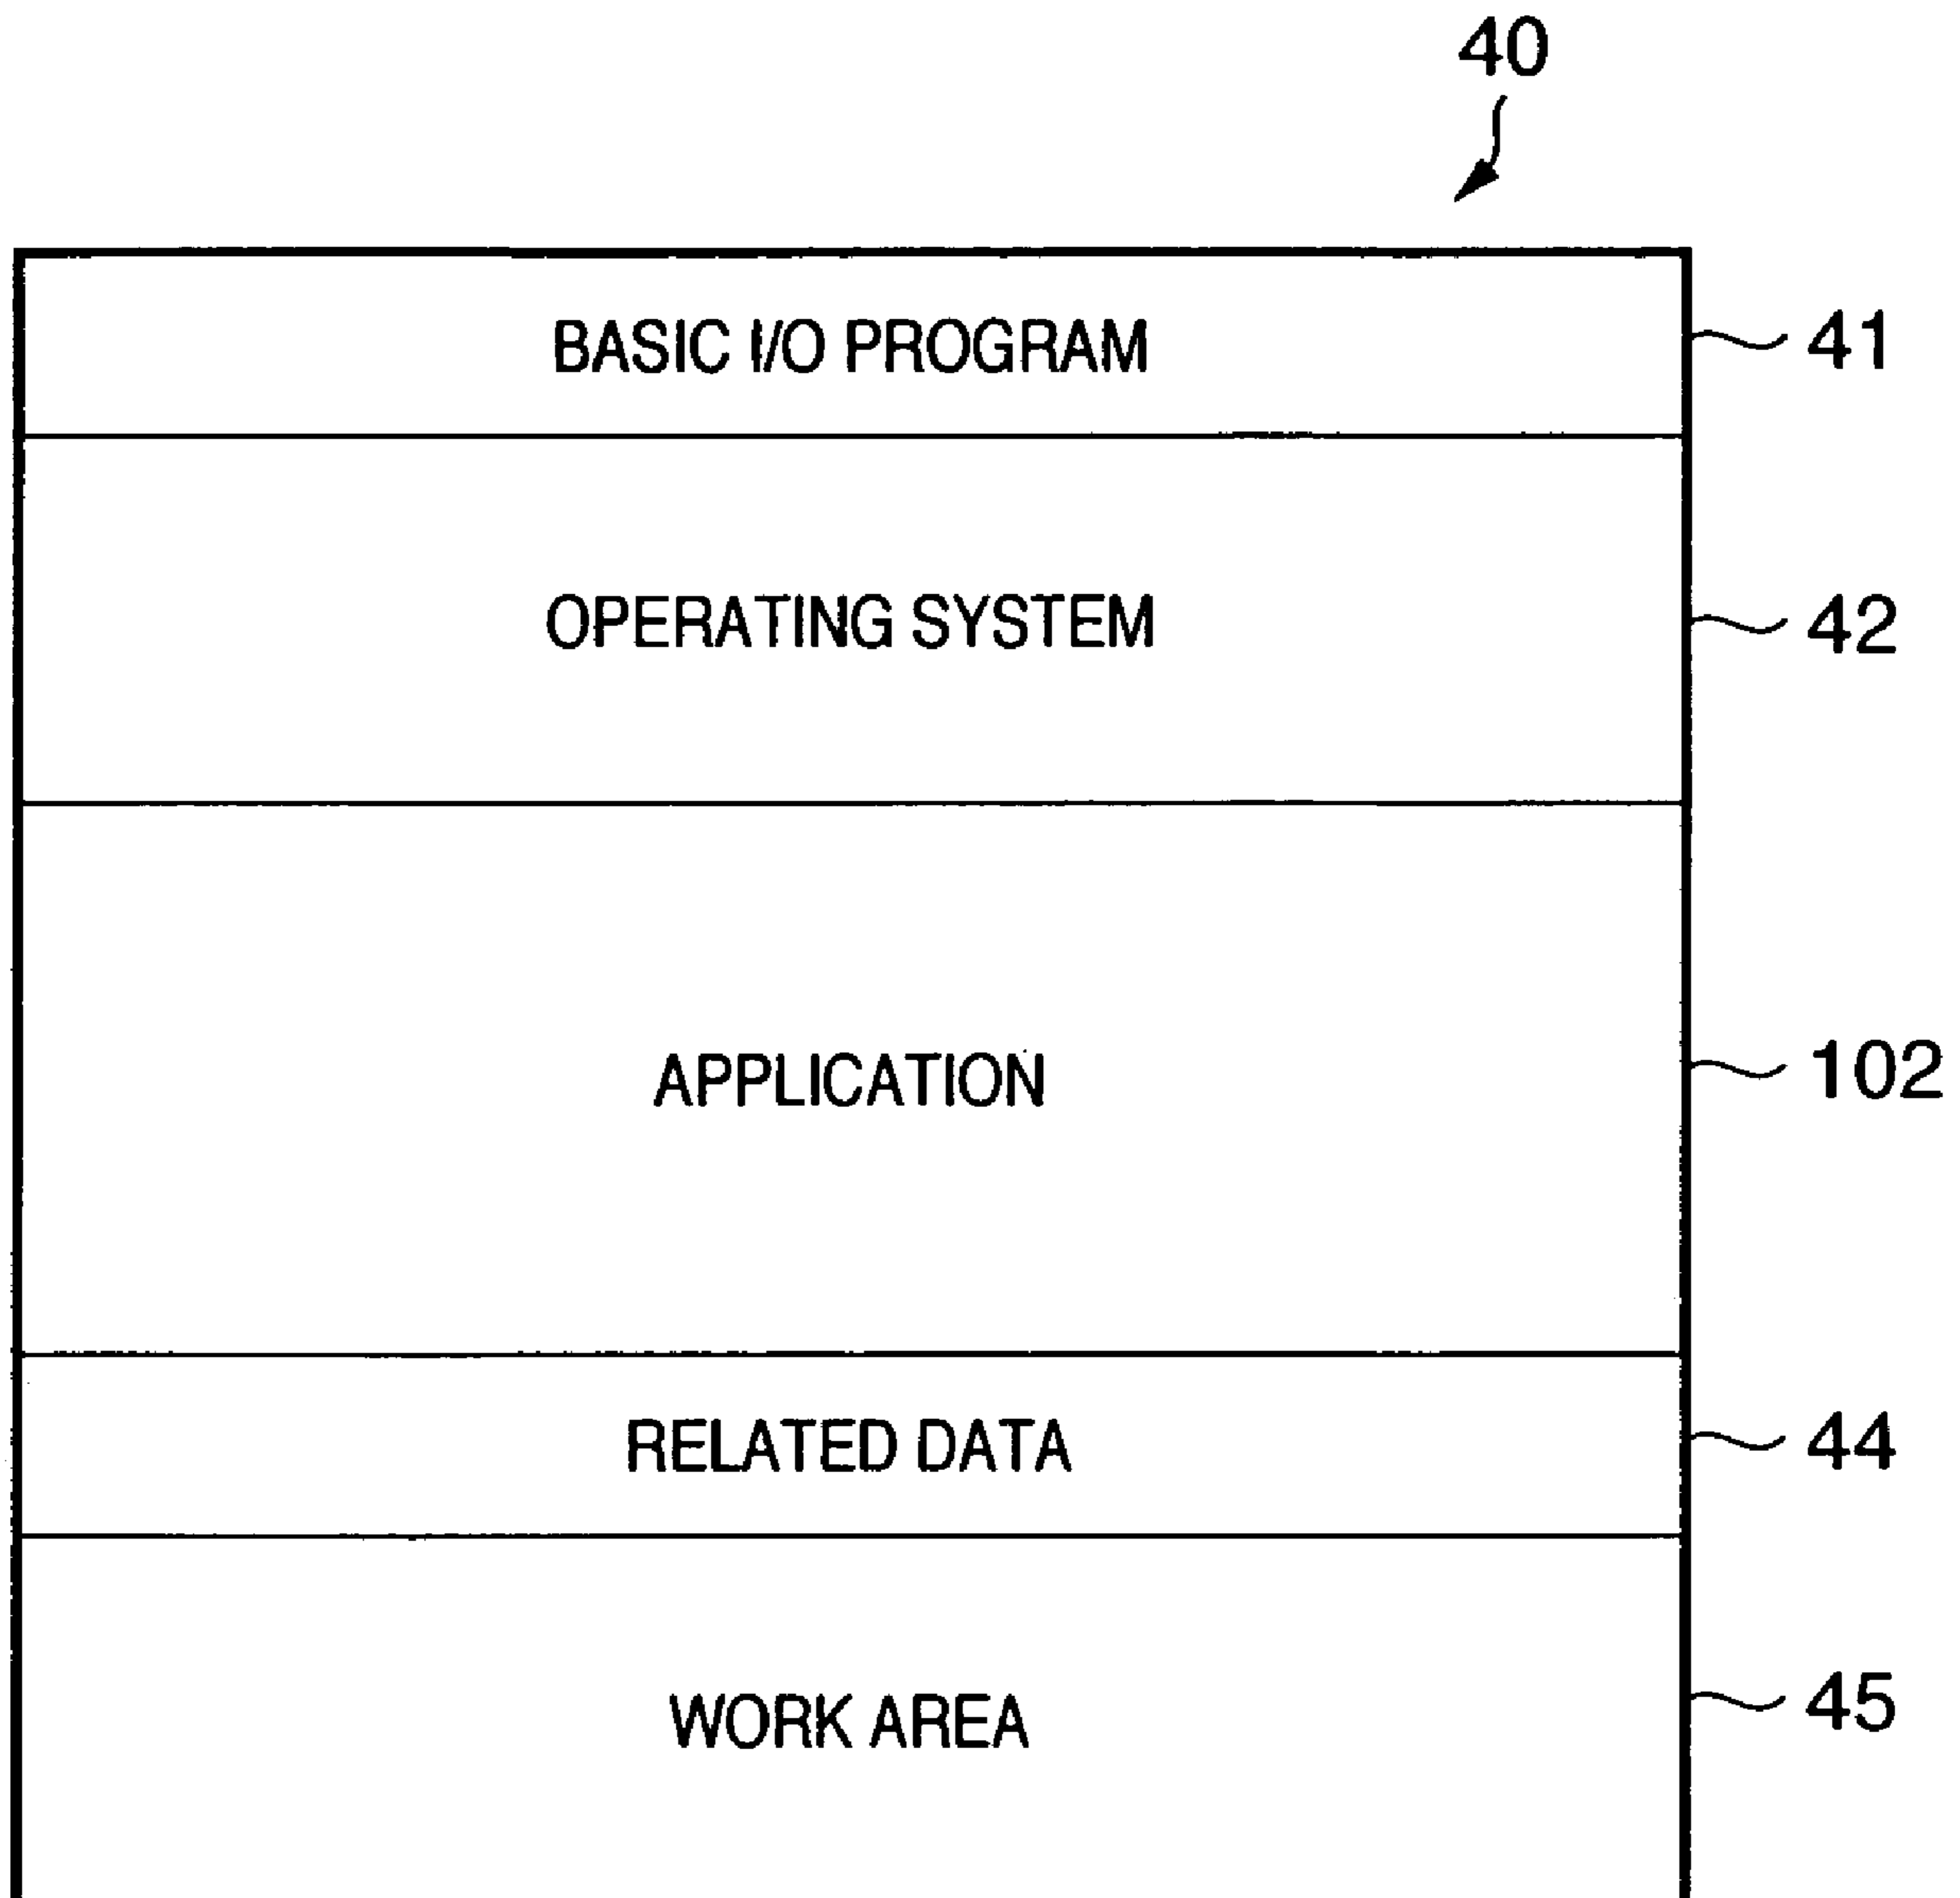 40
BASIC I/O PROGRAM 41
OPERATING SYSTEM 42
APPLICATION 102
RELATED DATA 44
WORK AREA 45